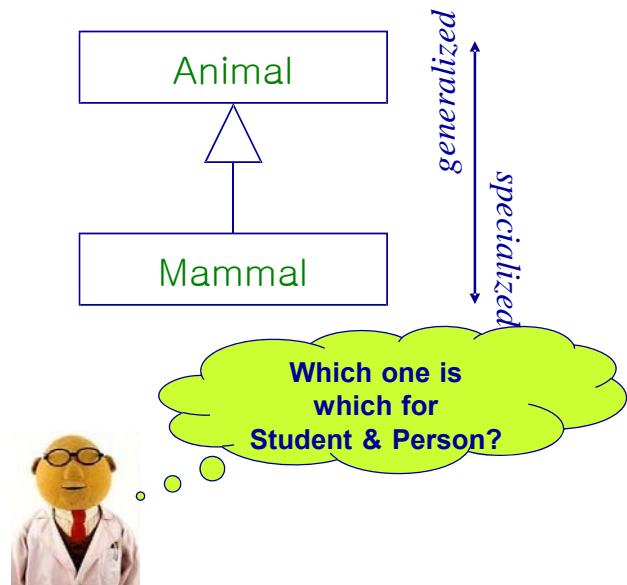 Animal
generalized
specialized
Mammal
Which one is
which for
Student & Person?